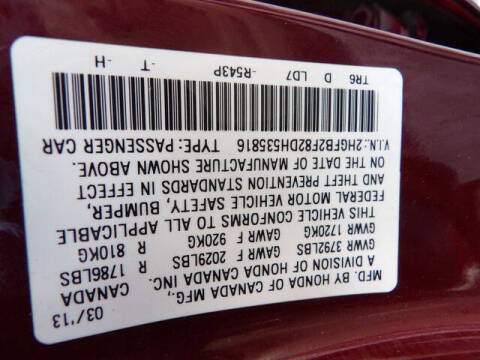 MFD. BY HONDA OF CANADA MFG., 03/'13
A DIVISION OF HONDA CANADA INC. CANADA
GVWR 3792LBS GAWR F 2029LBS R 1786LBS
GVWR 1720KG GAWR F 920KG R 810KG
THIS VEHICLE CONFORMS TO ALL APPLICABLE
FEDERAL MOTOR VEHICLE SAFETY, BUMPER,
AND THEFT PREVENTION STANDARDS IN EFFECT
ON THE DATE OF MANUFACTURE SHOWN ABOVE.
V.I.N.: 2HGFB2F82DH535816 TYPE: PASSENGER CAR
TR6 D LD7 -R543P -T -H